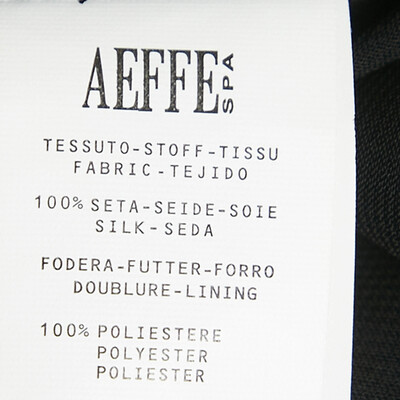 AEFFE SPA
TESSUTO-STOFF-TISSU
FABRIC-TEJIDO
100% SETA-SEIDE-SOIE
SILK-SEDA
FODERA-FUTTER-FORRO
DOUBLURE-LINING
100% POLIESTERE
POLYESTER
POLIESTER